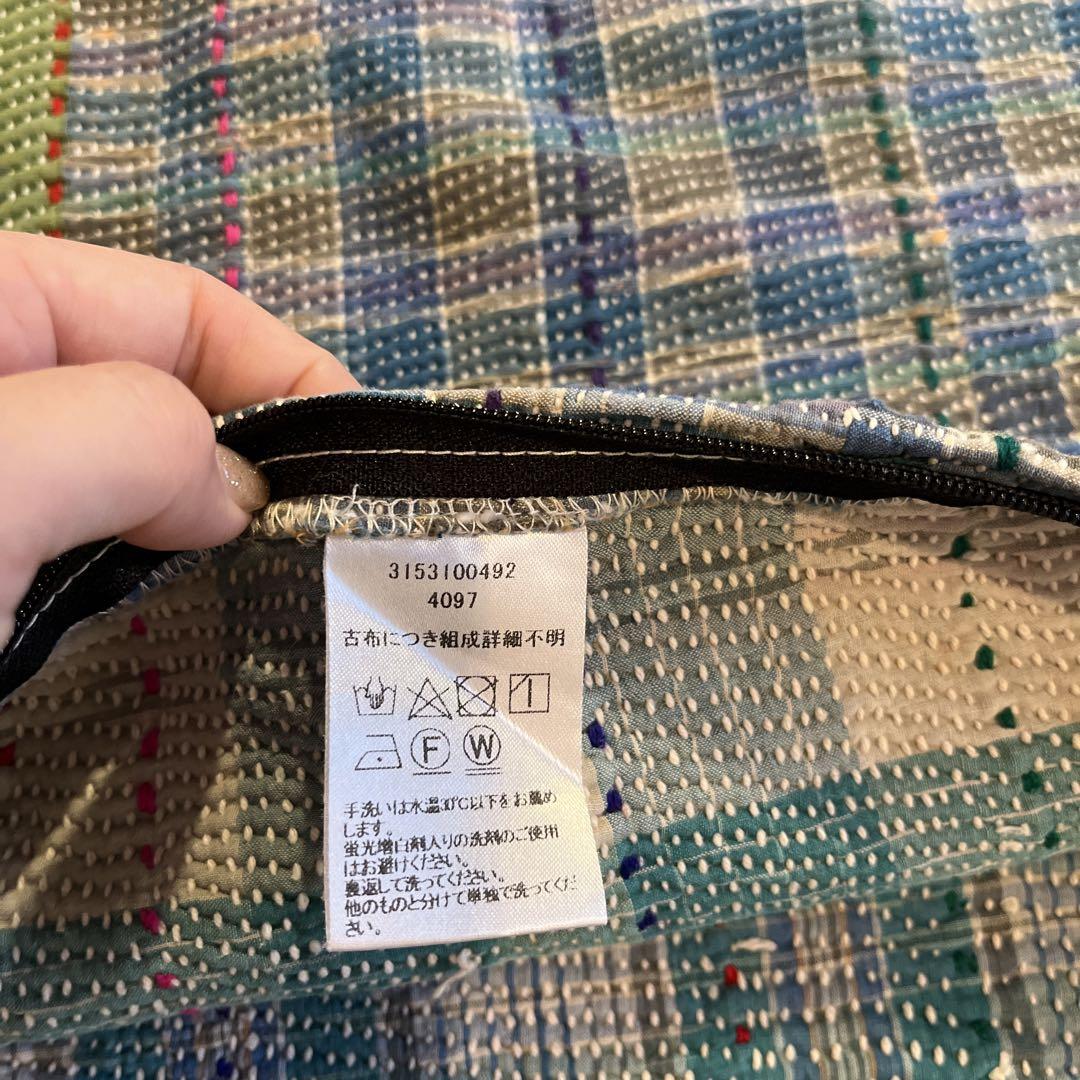 3153100492
4097
古布につき組成詳細不明
F W
手洗いは水温30℃以下をお薦め
します。
蛍光増白剤入りの洗剤のご使用
はお避けください。
裏返して洗ってください。
他のものと分けて単独で洗ってくだ
さい。